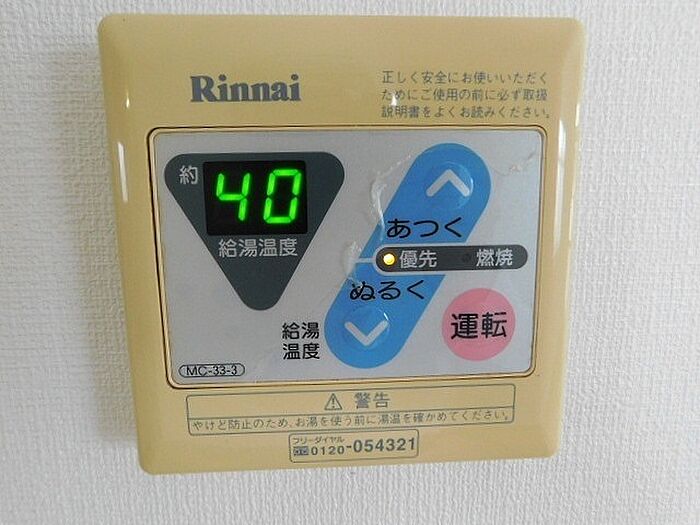 Rinnai
正しく安全にお使いいただく
ためにご使用の前に必ず取扱
説明書をよくお読みください。
約
40
給湯温度
あつく
優先 燃焼
ぬるく
給湯
温度
運転
MC-33-3
警告
やけど防止のため、お湯を使う前に湯温を確かめてください。
フリーダイヤル
0120-054321